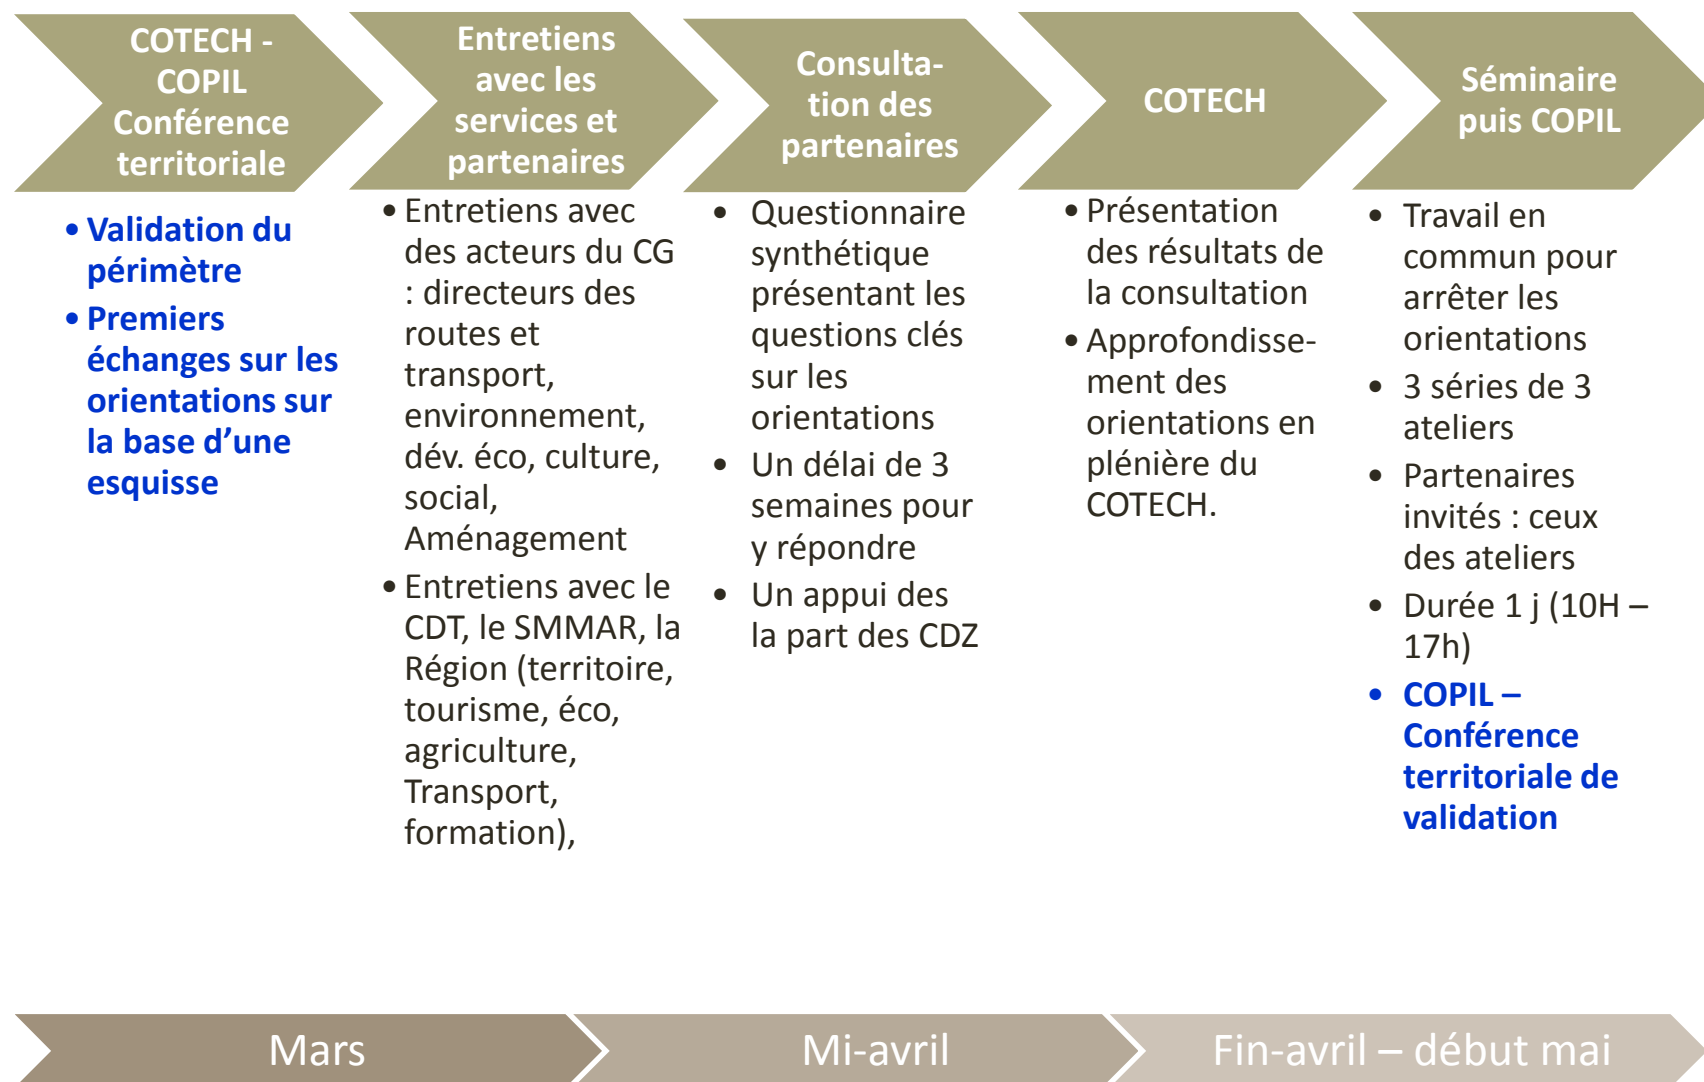 COTECH -
COPIL
Conférence
territoriale
• Validation du
périmètre
• Premiers
échanges sur les
orientations sur
la base d’une
esquisse
Entretiens
avec les
services et
partenaires
• Entretiens avec
des acteurs du CG
: directeurs des
routes et
transport,
environnement,
dév. éco, culture,
social,
Aménagement
• Entretiens avec le
CDT, le SMMAR, la
Région (territoire,
tourisme, éco,
agriculture,
Transport,
formation),
Consulta-
tion des
partenaires
• Questionnaire
synthétique
présentant les
questions clés
sur les
orientations
• Un délai de 3
semaines pour
y répondre
• Un appui des
la part des CDZ
COTECH
• Présentation
des résultats de
la consultation
• Approfondisse-
ment des
orientations en
plénière du
COTECH.
Séminaire
puis COPIL
• Travail en
commun pour
arrêter les
orientations
• 3 séries de 3
ateliers
• Partenaires
invités : ceux
des ateliers
• Durée 1 j (10H –
17h)
• COPIL –
Conférence
territoriale de
validation
Mars
Mi-avril
Fin-avril – début mai